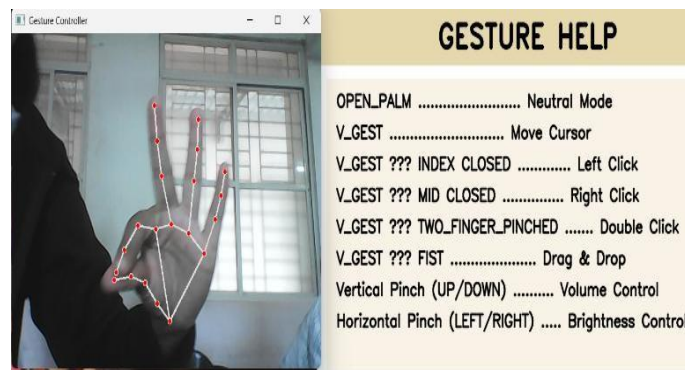 Gesture Controller
GESTURE HELP
OPEN_PALM ......................... Neutral Mode
V_GEST ............................ Move Cursor
V_GEST ??? INDEX CLOSED ............. Left Click
V_GEST ??? MID CLOSED ............... Right Click
V_GEST ??? TWO_FINGER_PINCHED ....... Double Click
V_GEST ??? FIST ..................... Drag & Drop
Vertical Pinch (UP/DOWN) .......... Volume Control
Horizontal Pinch (LEFT/RIGHT) ..... Brightness Control